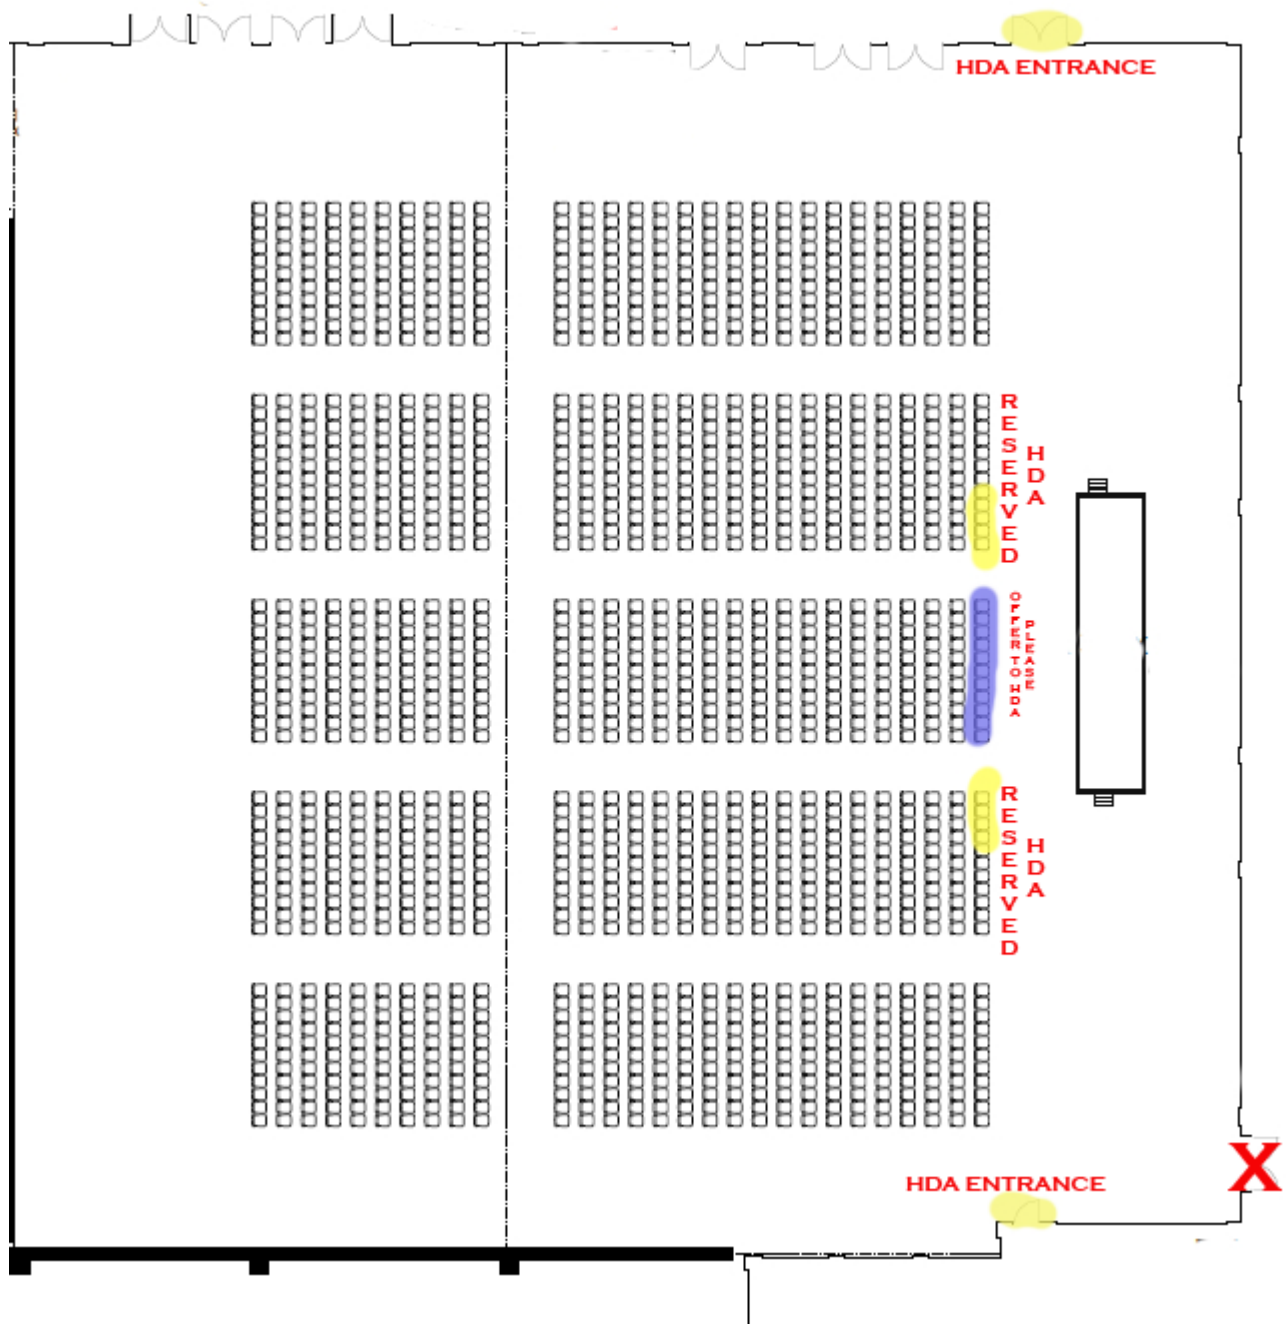 HDA ENTRANCE
RESERVED
HDA
OFFER TO HDA
PLEASE
RESERVED
HDA
HDA ENTRANCE
X